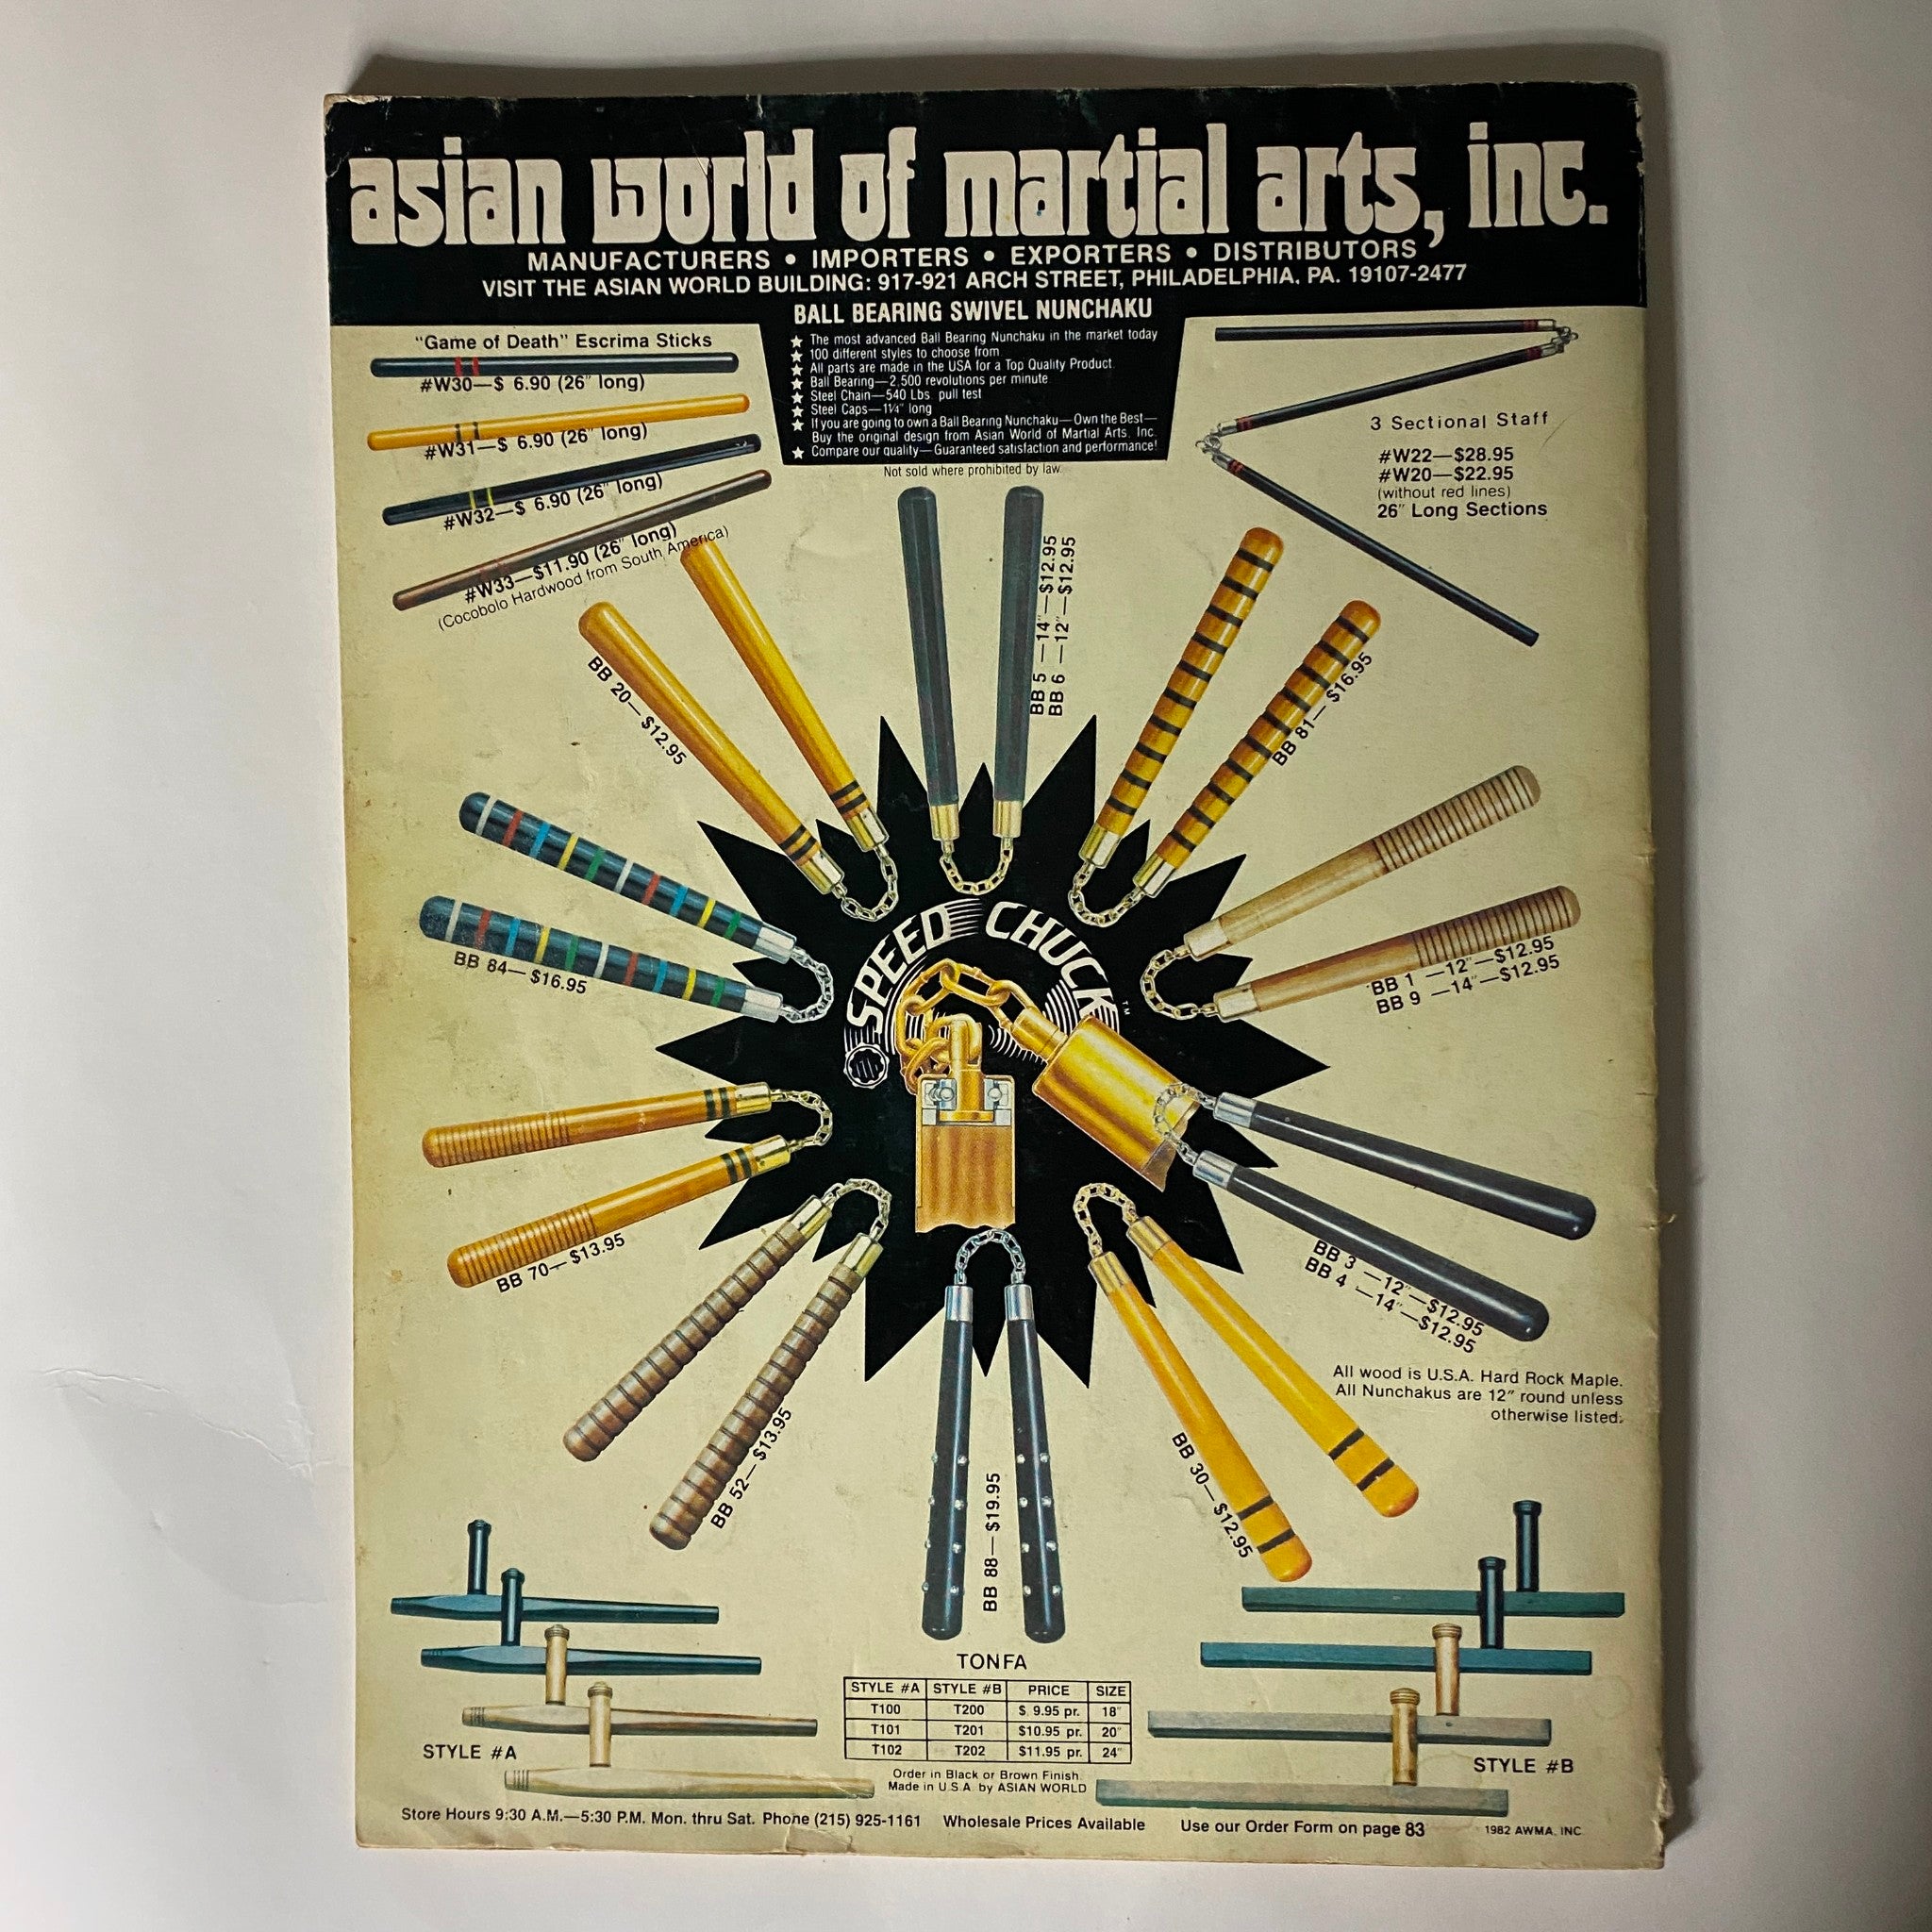 asian world of martial arts, inc.
MANUFACTURERS • IMPORTERS • EXPORTERS • DISTRIBUTORS
VISIT THE ASIAN WORLD BUILDING: 917-921 ARCH STREET, PHILADELPHIA, PA. 19107-2477
BALL BEARING SWIVEL NUNCHAKU
★ The most advanced Ball Bearing Nunchaku in the market today
★ 100 different styles to choose from
★ All parts are made in the USA for a Top Quality Product.
★ Ball Bearing—2,500 revolutions per minute
★ Steel Chain—540 Lbs. pull test
★ Steel Caps—1¼" long
★ If you are going to own a Ball Bearing Nunchaku—Own the Best—
Buy the original design from Asian World of Martial Arts, Inc.
★ Compare our quality—Guaranteed satisfaction and performance!
Not sold where prohibited by law.
"Game of Death" Escrima Sticks
#W30—$ 6.90 (26" long)
#W31—$ 6.90 (26" long)
#W32—$ 6.90 (26" long)
#W33—$11.90 (26" long)
(Cocobolo Hardwood from South America)
3 Sectional Staff
#W22—$28.95
#W20—$22.95
(without red lines)
26" Long Sections
BB 20—$12.95
BB 5 —14"—$12.95
BB 6 —12"—$12.95
BB 81—$16.95
BB 84—$16.95
BB 1 —12"—$12.95
BB 9 —14"—$12.95
SPEED CHUCK™
BB 70—$13.95
BB 3 —12"—$12.95
BB 4 —14"—$12.95
BB 52—$13.95
BB 88—$19.95
BB 30—$12.95
All wood is U.S.A. Hard Rock Maple.
All Nunchakus are 12" round unless
otherwise listed.
TONFA
STYLE #A STYLE #B PRICE SIZE
T100 T200 $ 9.95 pr. 18"
T101 T201 $10.95 pr. 20"
T102 T202 $11.95 pr. 24"
STYLE #A
STYLE #B
Order in Black or Brown Finish.
Made in U.S.A. by ASIAN WORLD
Store Hours 9:30 A.M.—5:30 P.M. Mon. thru Sat. Phone (215) 925-1161 Wholesale Prices Available Use our Order Form on page 83 1982 AWMA, INC